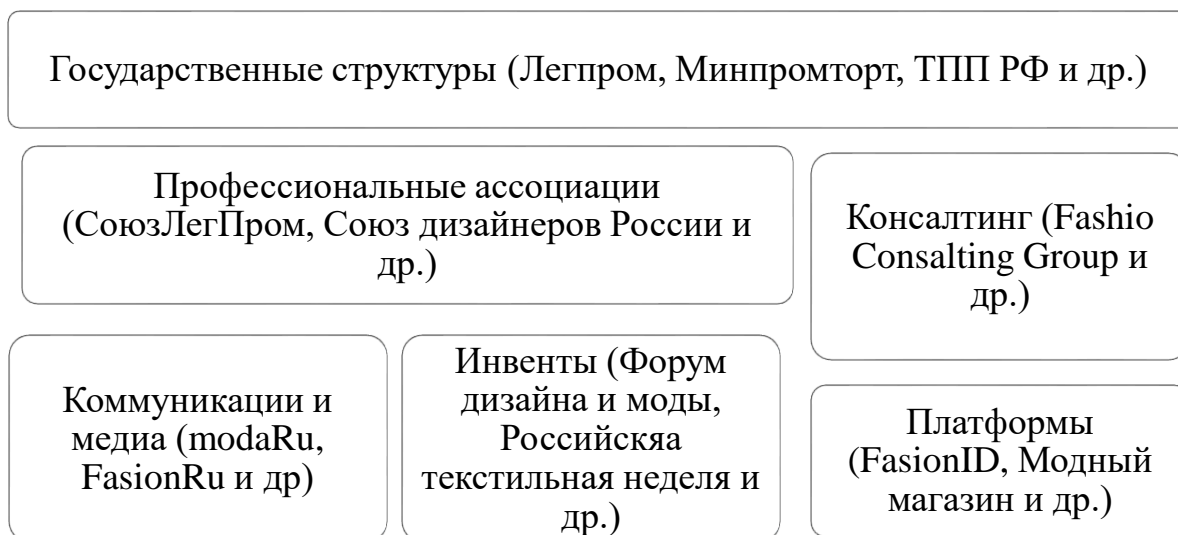 Государственные структуры (Легпром, Минпромторт, ТПП РФ и др.)
Профессиональные ассоциации
(СоюзЛегПром, Союз дизайнеров России и
др.)
Консалтинг (Fashio
Consalting Group и
др.)
Коммуникации и
медиа (modaRu,
FasionRu и др)
Инвенты (Форум
дизайна и моды,
Российскяа
текстильная неделя и
др.)
Платформы
(FasionID, Модный
магазин и др.)